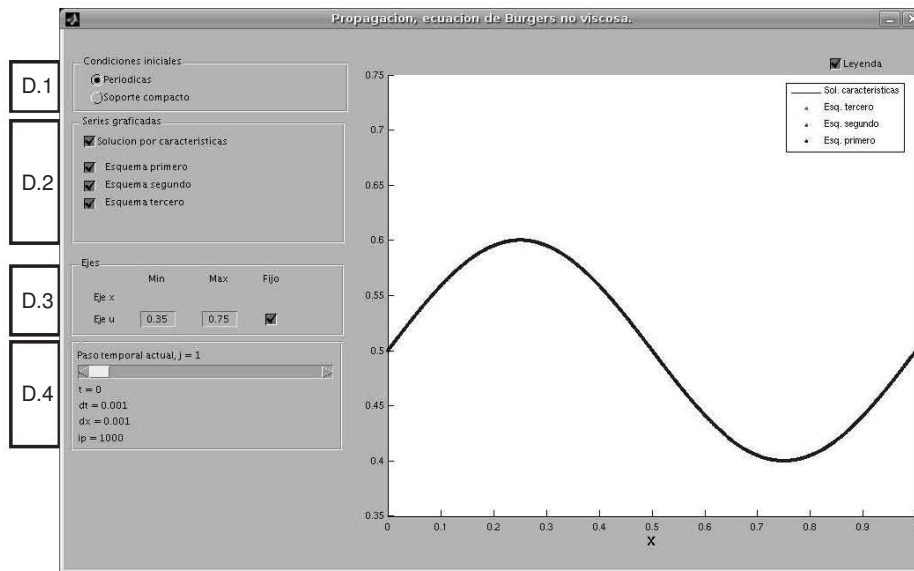 Propagacion, ecuacion de Burgers no viscosa.
D.1
Condiciones iniciales
Periodicas
Soporte compacto
D.2
Series graficadas
Solucion por caracteristicas
Esquema primero
Esquema segundo
Esquema tercero
D.3
Ejes
Min Max Fijo
Eje x
Eje u 0.35 0.75
D.4
Paso temporal actual, j = 1
t = 0
dt = 0.001
dx = 0.001
ip = 1000
Leyenda
Sol. caracteristicas
Esq. tercero
Esq. segundo
Esq. primero
0.75
0.7
0.65
0.6
0.55
0.5
0.45
0.4
0.35
0 0.1 0.2 0.3 0.4 0.5 0.6 0.7 0.8 0.9
X